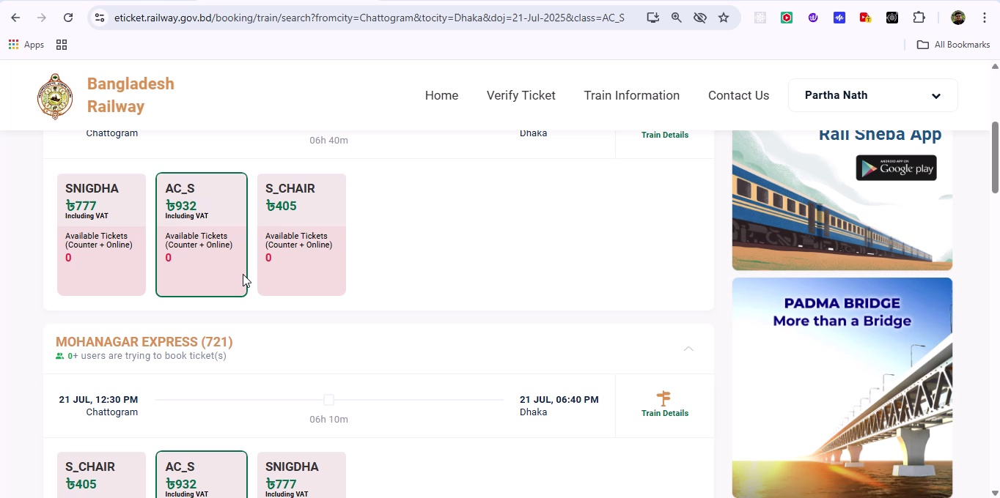 eticket.railway.gov.bd/booking/train/search?fromcity=Chattogram&tocity=Dhaka&doj=21-Jul-2025&class=AC_S
Apps
All Bookmarks
Bangladesh
Railway
Home
Verify Ticket
Train Information
Contact Us
Partha Nath
Chattogram
06h 40m
Dhaka
Train Details
SNIGDHA
৳777
Including VAT
Available Tickets
(Counter + Online)
0
AC_S
৳932
Including VAT
Available Tickets
(Counter + Online)
0
S_CHAIR
৳405
Available Tickets
(Counter + Online)
0
MOHANAGAR EXPRESS (721)
0+ users are trying to book ticket(s)
21 JUL, 12:30 PM
Chattogram
06h 10m
21 JUL, 06:40 PM
Dhaka
Train Details
S_CHAIR
৳405
AC_S
৳932
Including VAT
SNIGDHA
৳777
Including VAT
Rail Sheba App
ANDROID APP ON
Google play
PADMA BRIDGE
More than a Bridge